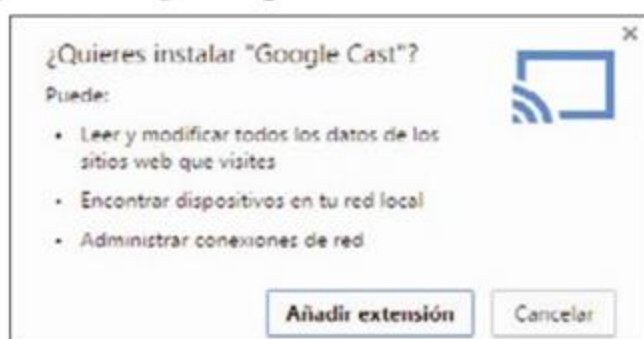 ¿Quieres instalar "Google Cast"?
Puede:
• Leer y modificar todos los datos de los
sitios web que visites
• Encontrar dispositivos en tu red local
• Administrar conexiones de red
Añadir extensión Cancelar